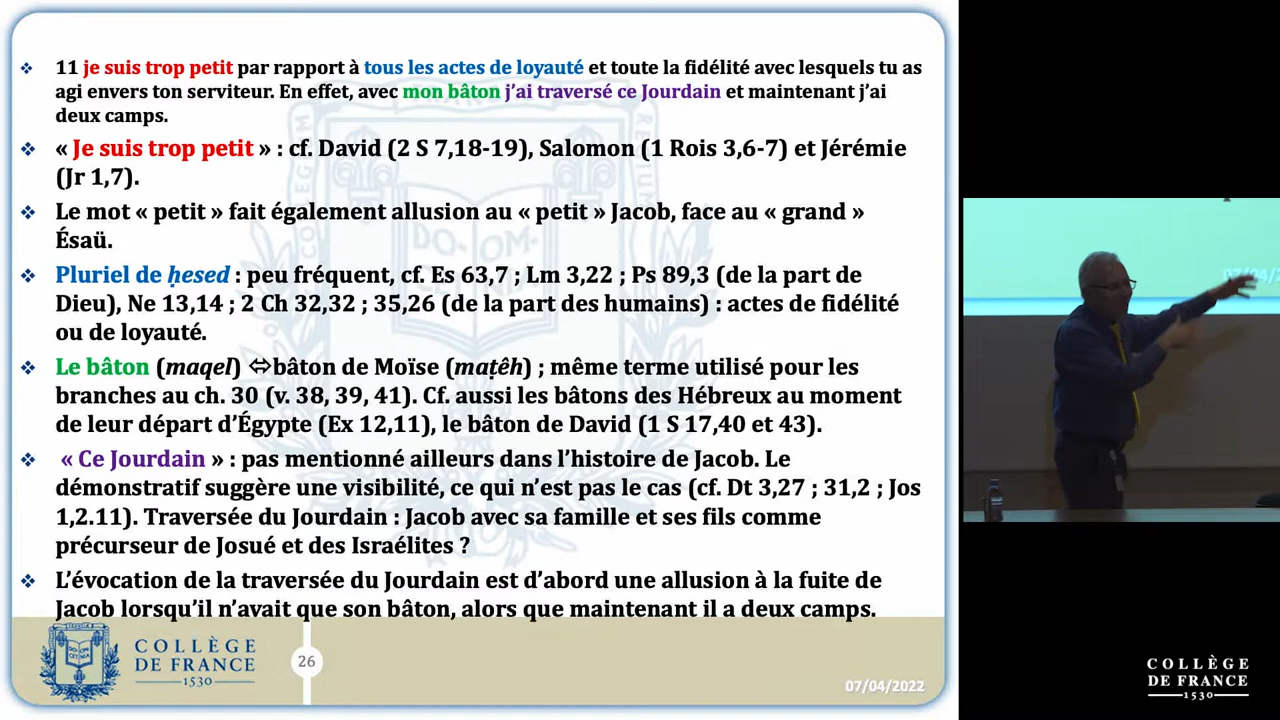 ❖ 11 je suis trop petit par rapport à tous les actes de loyauté et toute la fidélité avec lesquels tu as
agi envers ton serviteur. En effet, avec mon bâton j’ai traversé ce Jourdain et maintenant j’ai
deux camps.
❖ « Je suis trop petit » : cf. David (2 S 7,18-19), Salomon (1 Rois 3,6-7) et Jérémie
(Jr 1,7).
❖ Le mot « petit » fait également allusion au « petit » Jacob, face au « grand »
Ésaü.
❖ Pluriel de ḥesed : peu fréquent, cf. Es 63,7 ; Lm 3,22 ; Ps 89,3 (de la part de
Dieu), Ne 13,14 ; 2 Ch 32,32 ; 35,26 (de la part des humains) : actes de fidélité
ou de loyauté.
❖ Le bâton (maqel) ⇔bâton de Moïse (maṭêh) ; même terme utilisé pour les
branches au ch. 30 (v. 38, 39, 41). Cf. aussi les bâtons des Hébreux au moment
de leur départ d’Égypte (Ex 12,11), le bâton de David (1 S 17,40 et 43).
❖ « Ce Jourdain » : pas mentionné ailleurs dans l’histoire de Jacob. Le
démonstratif suggère une visibilité, ce qui n’est pas le cas (cf. Dt 3,27 ; 31,2 ; Jos
1,2.11). Traversée du Jourdain : Jacob avec sa famille et ses fils comme
précurseur de Josué et des Israélites ?
❖ L’évocation de la traversée du Jourdain est d’abord une allusion à la fuite de
Jacob lorsqu’il n’avait que son bâton, alors que maintenant il a deux camps.
COLLÈGE
DE FRANCE
1530
26
07/04/2022
COLLÈGE
DE FRANCE
1530